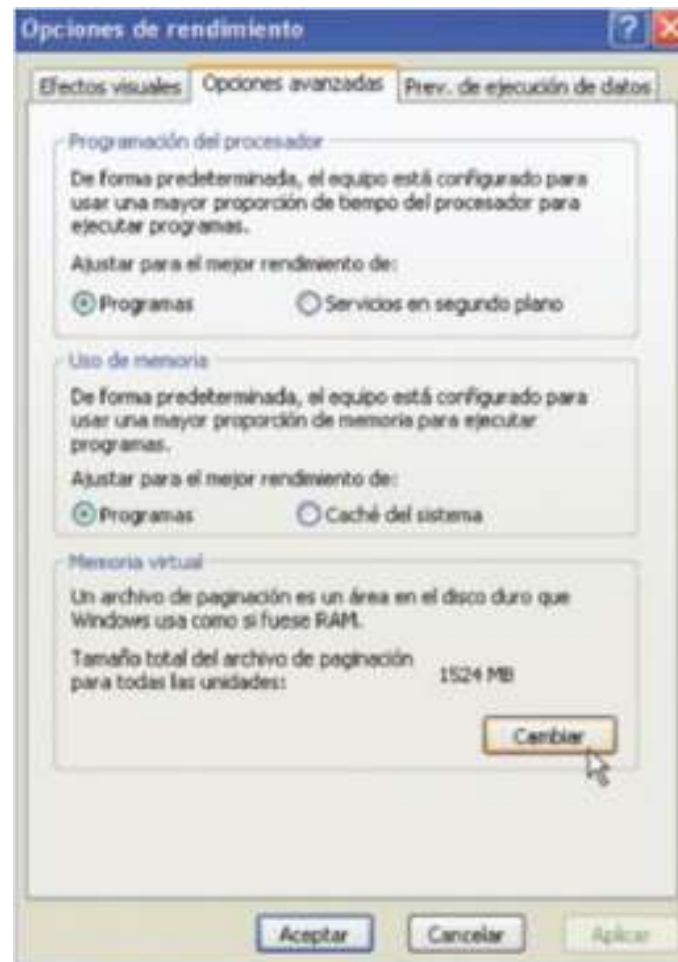 Opciones de rendimiento
Efectos visuales
Opciones avanzadas
Prev. de ejecución de datos
Programación del procesador
De forma predeterminada, el equipo está configurado para
usar una mayor proporción de tiempo del procesador para
ejecutar programas.
Ajustar para el mejor rendimiento de:
Programas
Servicios en segundo plano
Uso de memoria
De forma predeterminada, el equipo está configurado para
usar una mayor proporción de memoria para ejecutar
programas.
Ajustar para el mejor rendimiento de:
Programas
Caché del sistema
Memoria virtual
Un archivo de paginación es un área en el disco duro que
Windows usa como si fuese RAM.
Tamaño total del archivo de paginación
para todas las unidades:
1524 MB
Cambiar
Aceptar
Cancelar
Aplicar